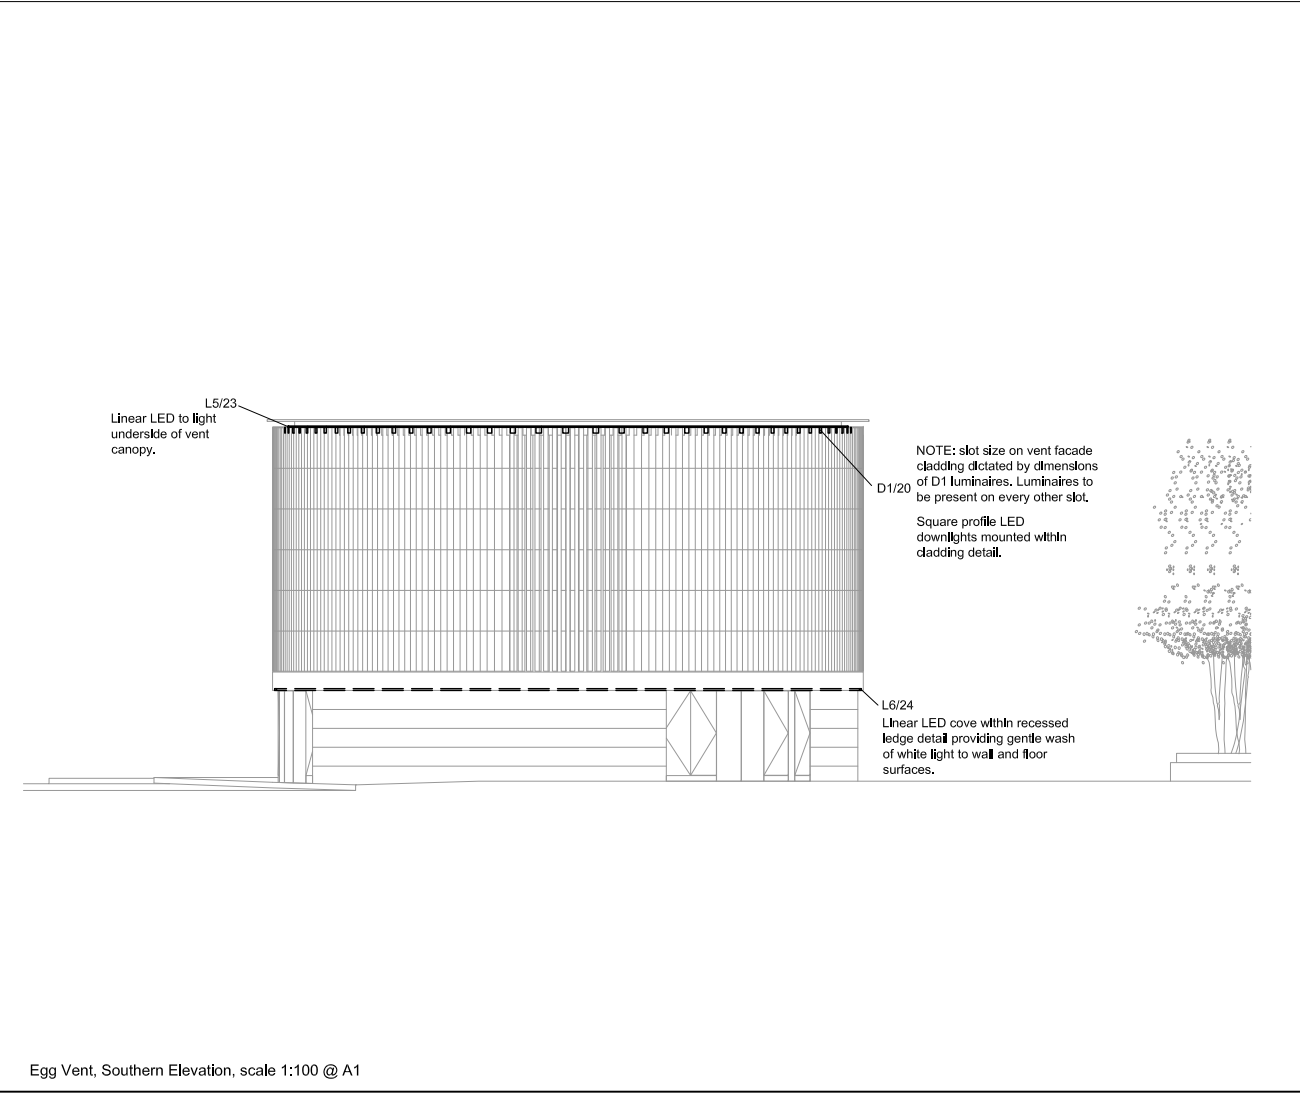 L5/23
Linear LED to light
underside of vent
canopy.
NOTE: slot size on vent facade
cladding dictated by dimensions
of D1 luminaires. Luminaires to
be present on every other slot.
D1/20
Square profile LED
downlights mounted within
cladding detail.
L6/24
Linear LED cove within recessed
ledge detail providing gentle wash
of white light to wall and floor
surfaces.
Egg Vent, Southern Elevation, scale 1:100 @ A1